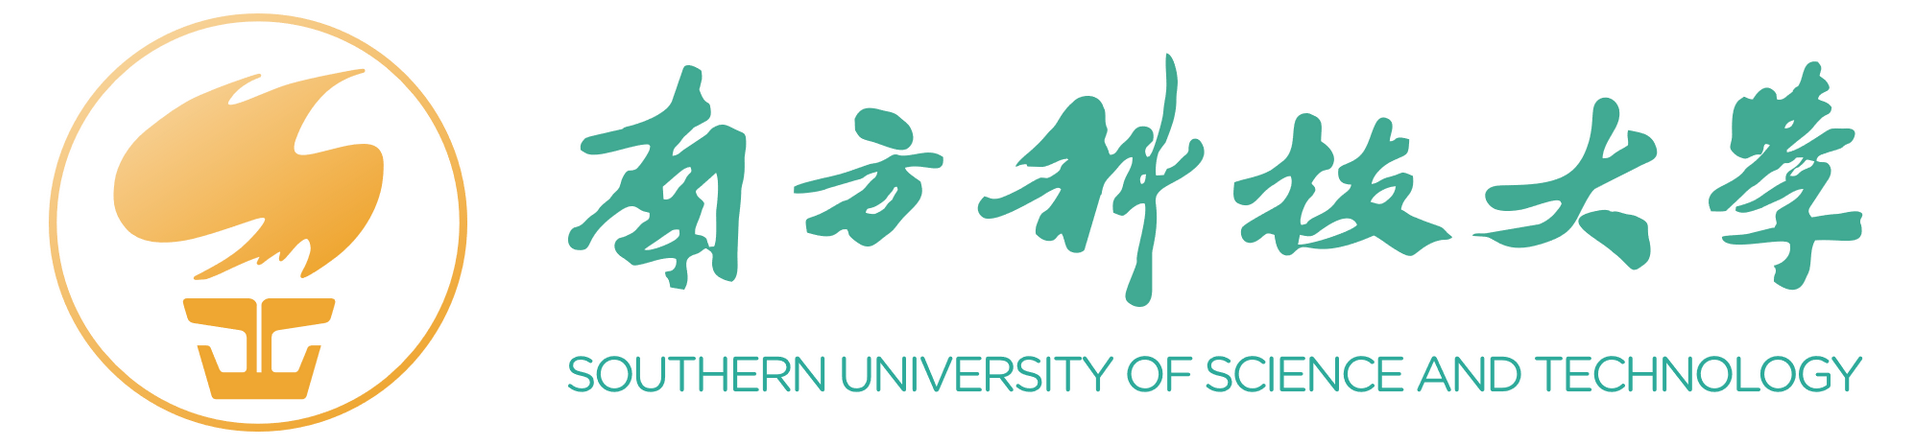 南方科技大学
SOUTHERN UNIVERSITY OF SCIENCE AND TECHNOLOGY